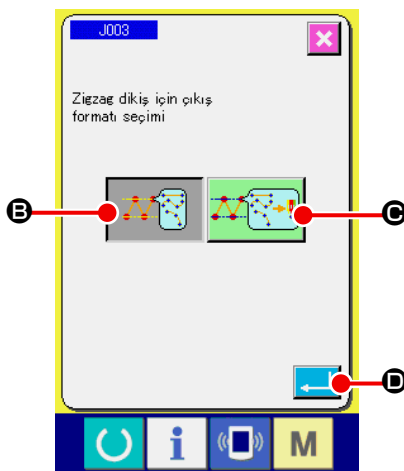 J003
Zigzag dikiş için çıkış
formatı seçimi
B
C
D
M